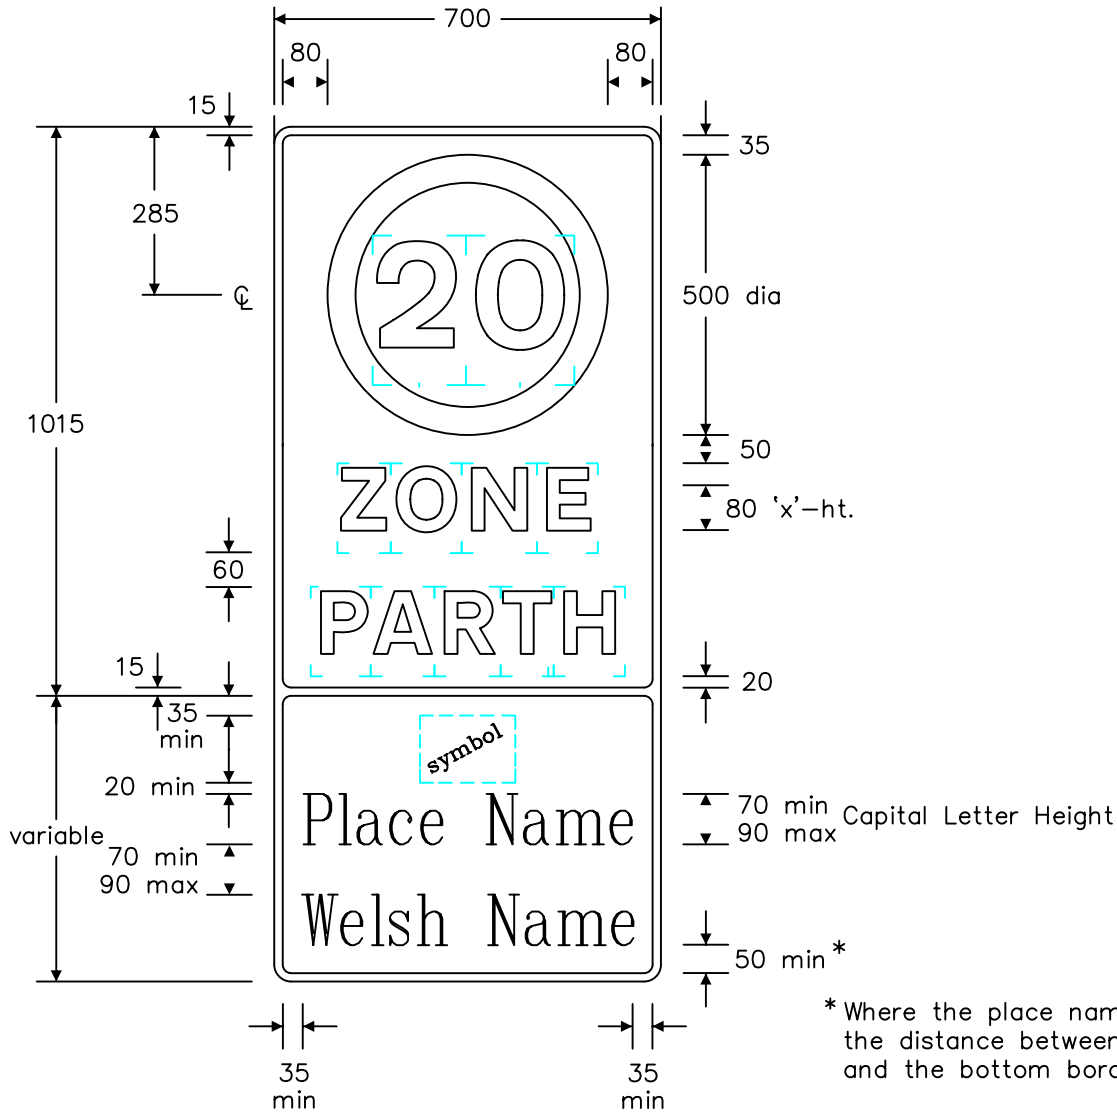 700
80 80
15
35
285
℄
20
500 dia
1015
50
ZONE
80 'x'-ht.
60
PARTH
15
20
35
min
symbol
20 min
Place Name
70 min
90 max
Capital Letter Height
variable
70 min
90 max
Welsh Name
50 min*
* Where the place
the distance between
and the bottom
35
min
35
min